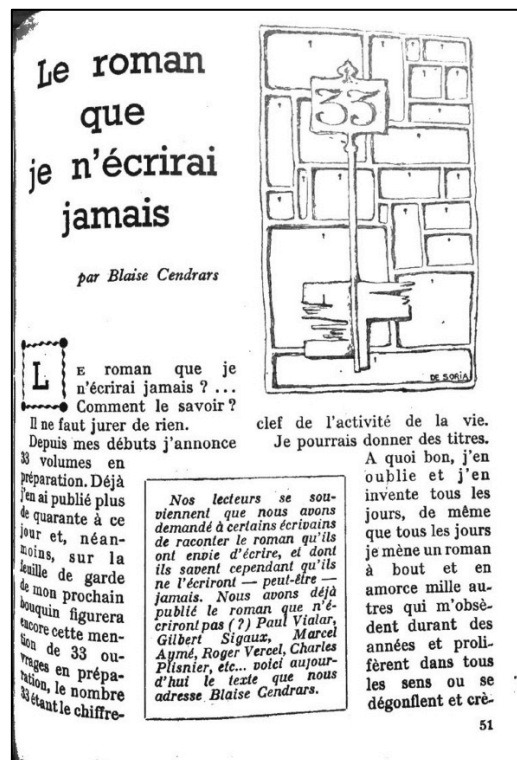 Le roman
que
je n'écrirai
jamais
par Blaise Cendrars
33
DE SORIA
LE roman que je
n'écrirai jamais ? ...
Comment le savoir ?
Il ne faut jurer de rien.
Depuis mes débuts j'annonce
33 volumes en
préparation. Déjà
j'en ai publié plus
de quarante à ce
jour et, néan-
moins, sur la
feuille de garde
de mon prochain
bouquin figurera
encore cette men-
tion de 33 ou-
vrages en prépa-
ration, le nombre
33 étant le chiffre-
Nos lecteurs se sou-
viennent que nous avons
demandé à certains écrivains
de raconter le roman qu'ils
ont envie d'écrire, et dont
ils savent cependant qu'ils
ne l'écriront — peut-être —
jamais. Nous avons déjà
publié le roman que n'é-
criront pas (?) Paul Vialar,
Gilbert Sigaux, Marcel
Aymé, Roger Vercel, Charles
Plisnier, etc... voici aujour-
d'hui le texte que nous
adresse Blaise Cendrars.
clef de l'activité de la vie.
Je pourrais donner des titres.
A quoi bon, j'en
oublie et j'en
invente tous les
jours, de même
que tous les jours
je mène un roman
à bout et en
amorce mille au-
tres qui m'obsè-
dent durant des
années et proli-
fèrent dans tous
les sens ou se
dégonflent et crè-
51